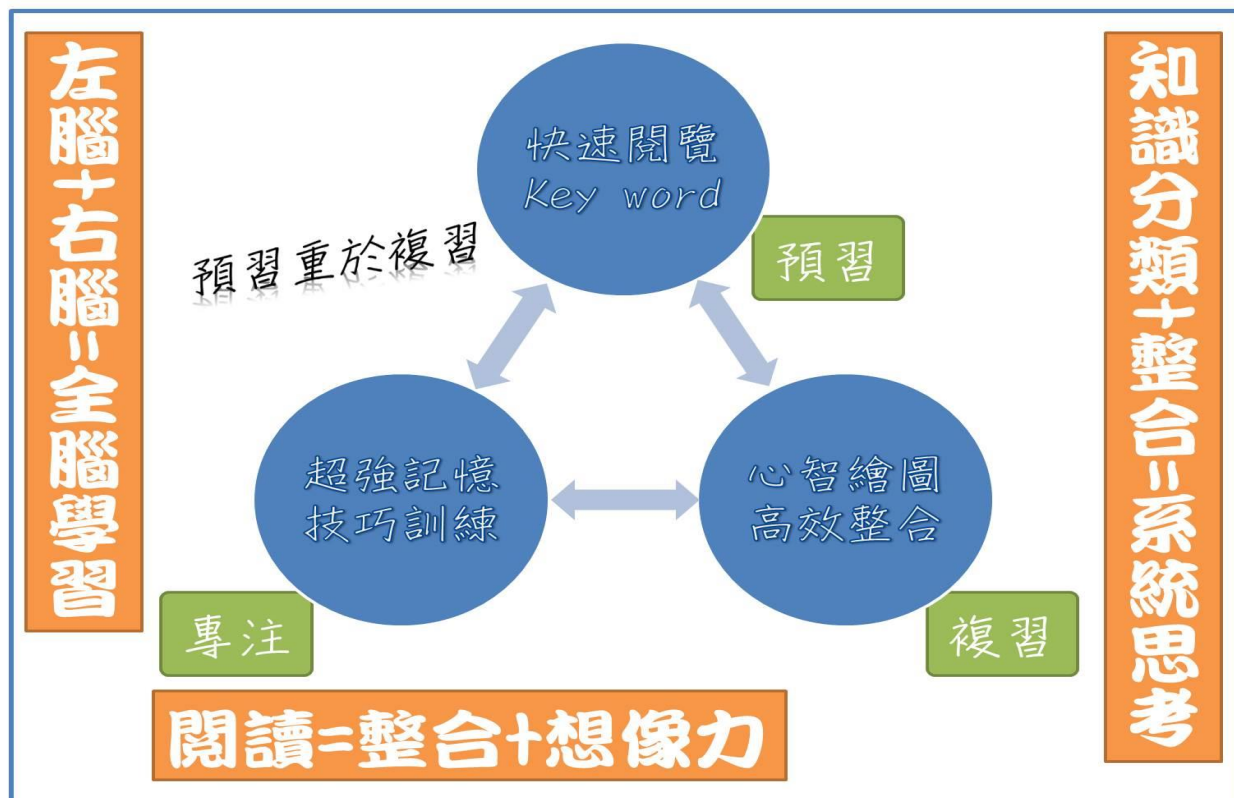 左腦+右腦=全腦學習
快速閱覽
Key word
預習
預習重於複習
超強記憶
技巧訓練
專注
心智繪圖
高效整合
複習
閱讀=整合+想像力
知識分類+整合=系統思考